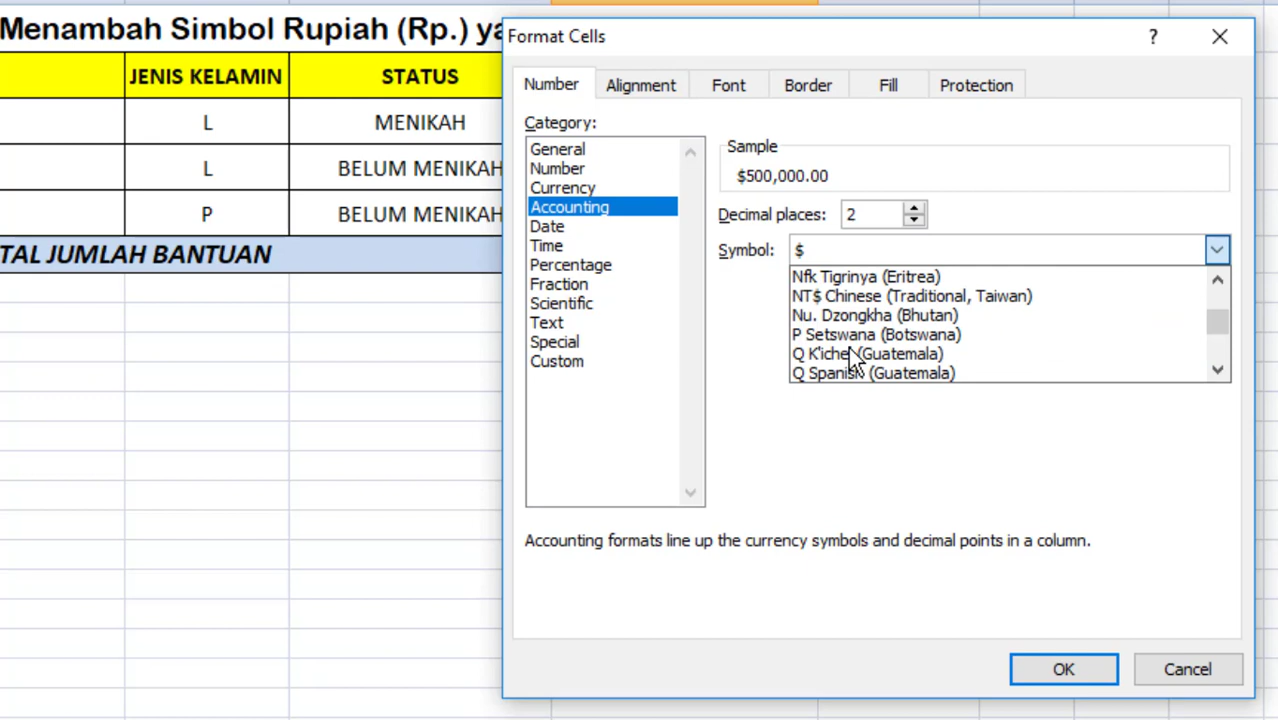 Menambah Simbol Rupiah (Rp.) ya
JENIS KELAMIN STATUS
L MENIKAH
L BELUM MENIKAH
P BELUM MENIKAH
TAL JUMLAH BANTUAN
Format Cells
?
Number Alignment Font Border Fill Protection
Category:
General
Number
Currency
Accounting
Date
Time
Percentage
Fraction
Scientific
Text
Special
Custom
Sample
$500,000.00
Decimal places: 2
Symbol: $
Nfk Tigrinya (Eritrea)
NT$ Chinese (Traditional, Taiwan)
Nu. Dzongkha (Bhutan)
P Setswana (Botswana)
Q K'iche' (Guatemala)
Q Spanish (Guatemala)
Accounting formats line up the currency symbols and decimal points in a column.
OK Cancel